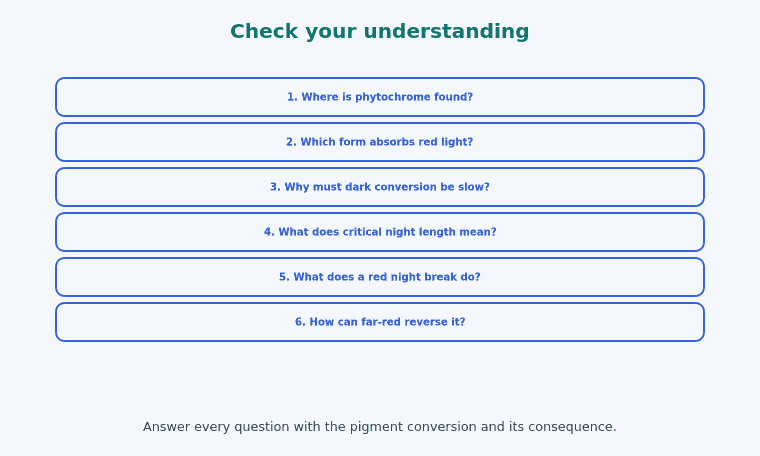 Check your understanding
1. Where is phytochrome found?
2. Which form absorbs red light?
3. Why must dark conversion be slow?
4. What does critical night length mean?
5. What does a red night break do?
6. How can far-red reverse it?
Answer every question with the pigment conversion and its consequence.